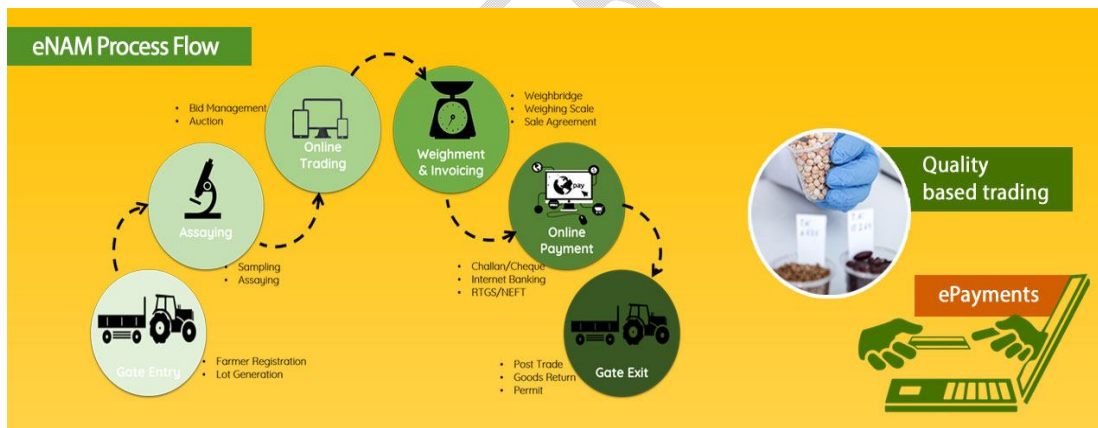 eNAM Process Flow
• Bid Management
• Auction
Online
Trading
Weighment
& Invoicing
• Weighbridge
• Weighing Scale
• Sale Agreement
Assaying
• Sampling
• Assaying
pay
Online
Payment
• Challan/Cheque
• Internet Banking
• RTGS/NEFT
Gate Entry
• Farmer Registration
• Lot Generation
• Post Trade
• Goods Return
• Permit
Gate Exit
Quality
based trading
ePayments